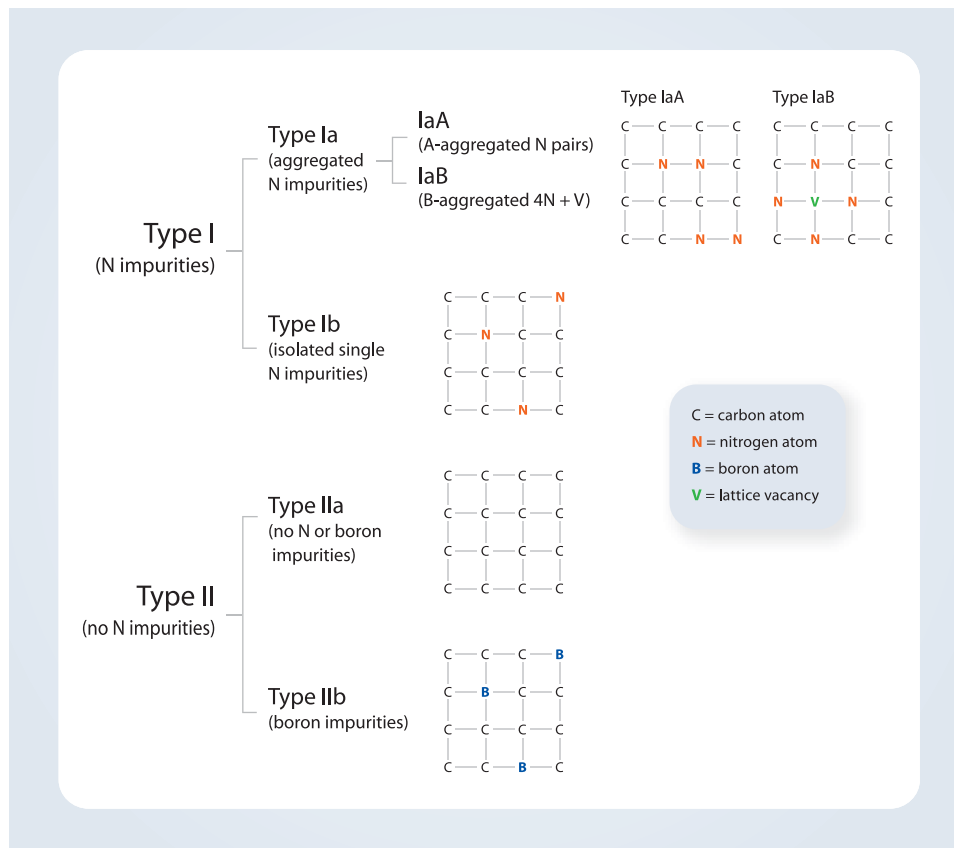 Type I
(N impurities)
Type Ia
(aggregated
N impurities)
IaA
(A-aggregated N pairs)
IaB
(B-aggregated 4N + V)
Type IaA
C C C C
C N N C
C C C C
C C N N
Type IaB
C C C C
C N C C
N V N C
C N C C
Type Ib
(isolated single
N impurities)
C C C N
C N C C
C C C C
C C N C
C = carbon atom
N = nitrogen atom
B = boron atom
V = lattice vacancy
Type II
(no N impurities)
Type IIa
(no N or boron
impurities)
C C C C
C C C C
C C C C
C C C C
Type IIb
(boron impurities)
C C C B
C B C C
C C C C
C C B C